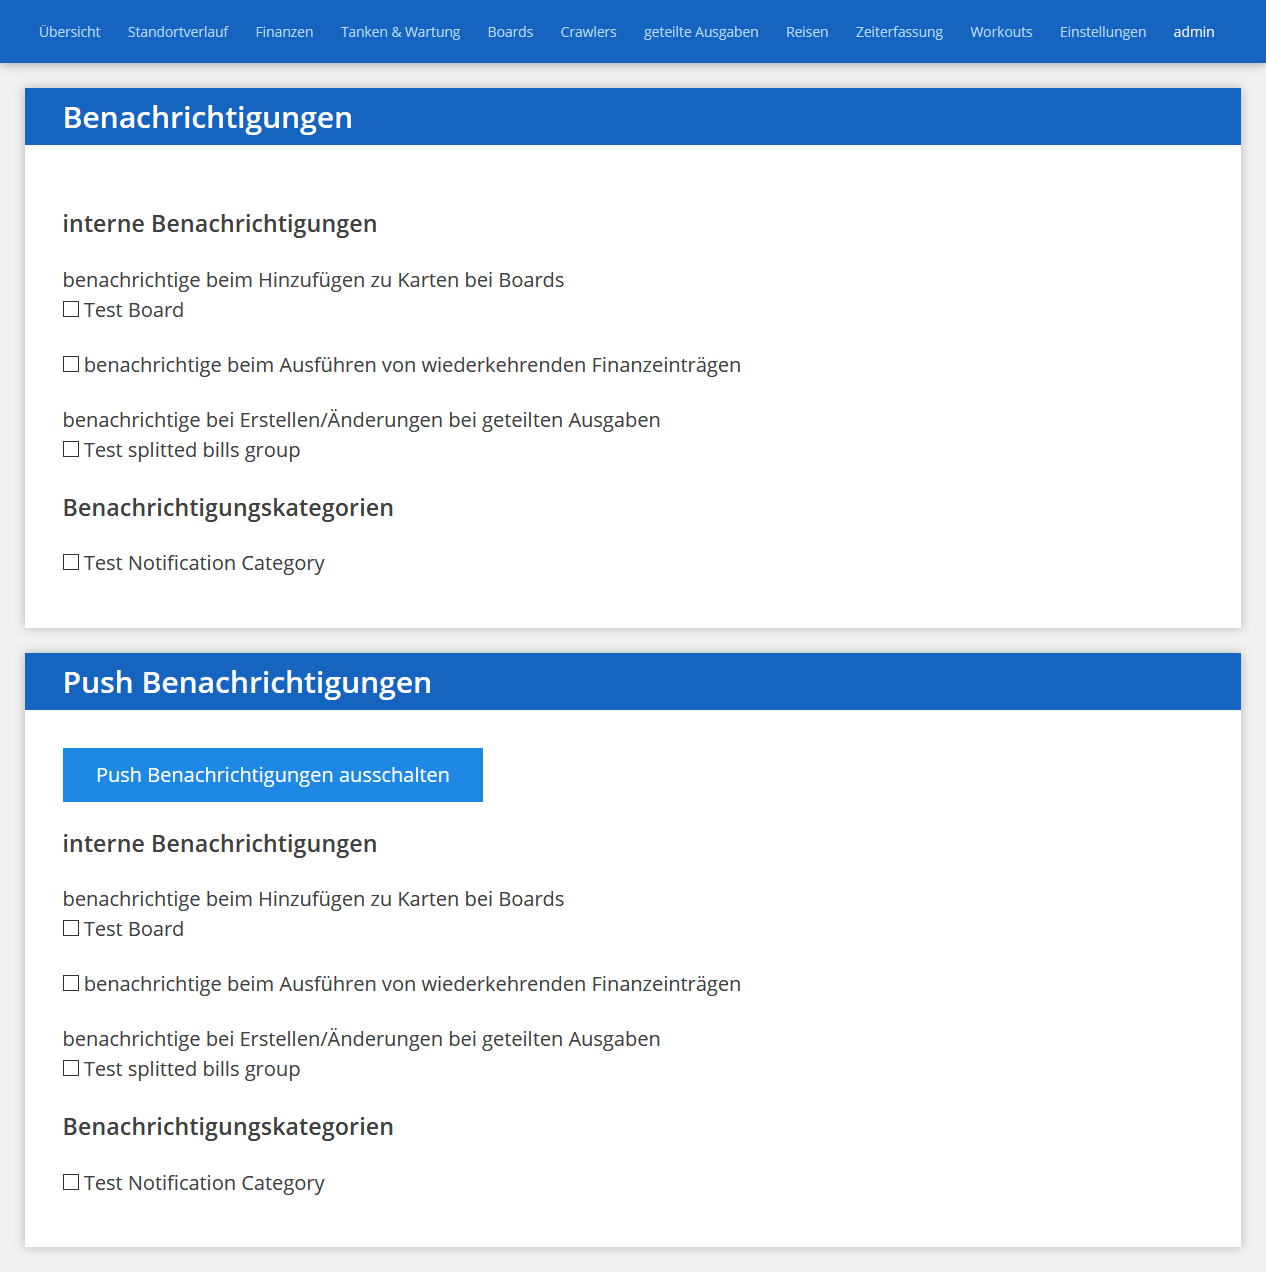 Übersicht Standortverlauf Finanzen Tanken & Wartung Boards Crawlers geteilte Ausgaben Reisen Zeiterfassung Workouts Einstellungen admin
Benachrichtigungen
interne Benachrichtigungen
benachrichtige beim Hinzufügen zu Karten bei Boards
Test Board
benachrichtige beim Ausführen von wiederkehrenden Finanzeinträgen
benachrichtige bei Erstellen/Änderungen bei geteilten Ausgaben
Test splitted bills group
Benachrichtigungskategorien
Test Notification Category
Push Benachrichtigungen
Push Benachrichtigungen ausschalten
interne Benachrichtigungen
benachrichtige beim Hinzufügen zu Karten bei Boards
Test Board
benachrichtige beim Ausführen von wiederkehrenden Finanzeinträgen
benachrichtige bei Erstellen/Änderungen bei geteilten Ausgaben
Test splitted bills group
Benachrichtigungskategorien
Test Notification Category